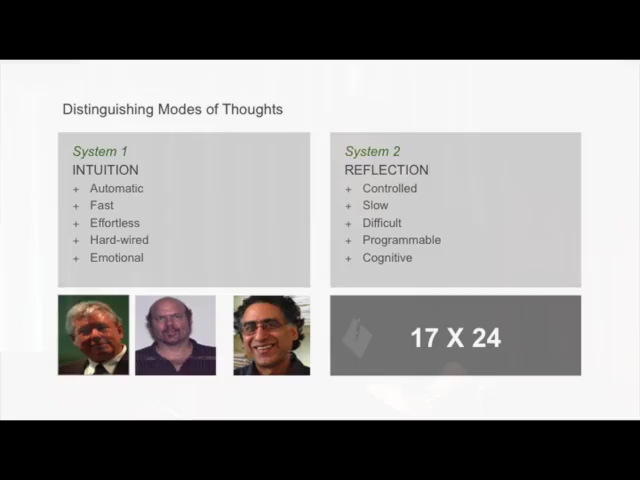 Distinguishing Modes of Thoughts
System 1
INTUITION
+ Automatic
+ Fast
+ Effortless
+ Hard-wired
+ Emotional
System 2
REFLECTION
+ Controlled
+ Slow
+ Difficult
+ Programmable
+ Cognitive
17 X 24